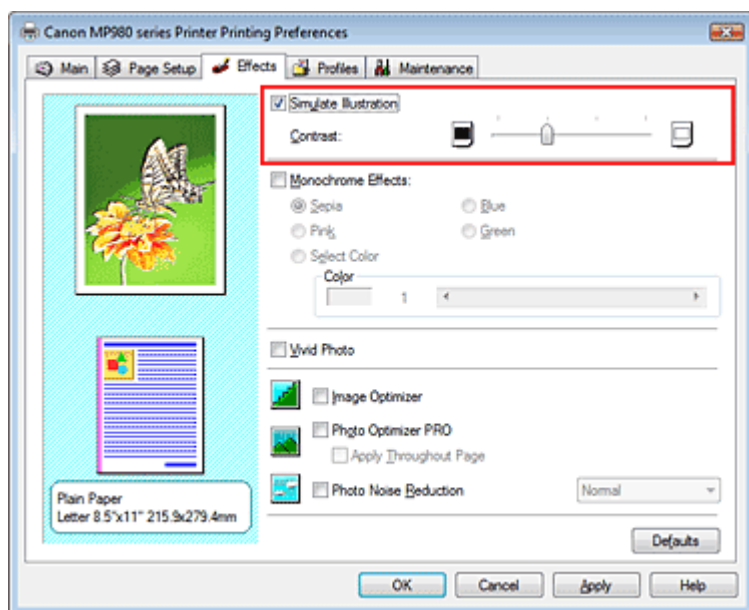 Canon MP980 series Printer Printing Preferences
Main Page Setup Effects Profiles Maintenance
Simulate Illustration
Contrast:
Monochrome Effects:
Sepia Blue
Pink Green
Select Color
Color
1
Vivid Photo
Image Optimizer
Photo Optimizer PRO
Apply Throughout Page
Photo Noise Reduction Normal
Plain Paper
Letter 8.5"x11" 215.9x279.4mm
Defaults
OK Cancel Apply Help